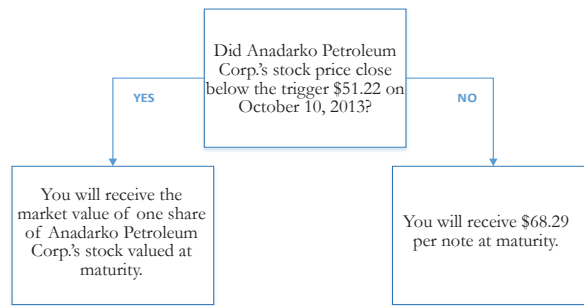 Did Anadarko Petroleum
Corp.'s stock price close
below the trigger $51.22 on
October 10, 2013?
YES
NO
You will receive the
market value of one share
of Anadarko Petroleum
Corp.'s stock valued at
maturity.
You will receive $68.29
per note at maturity.